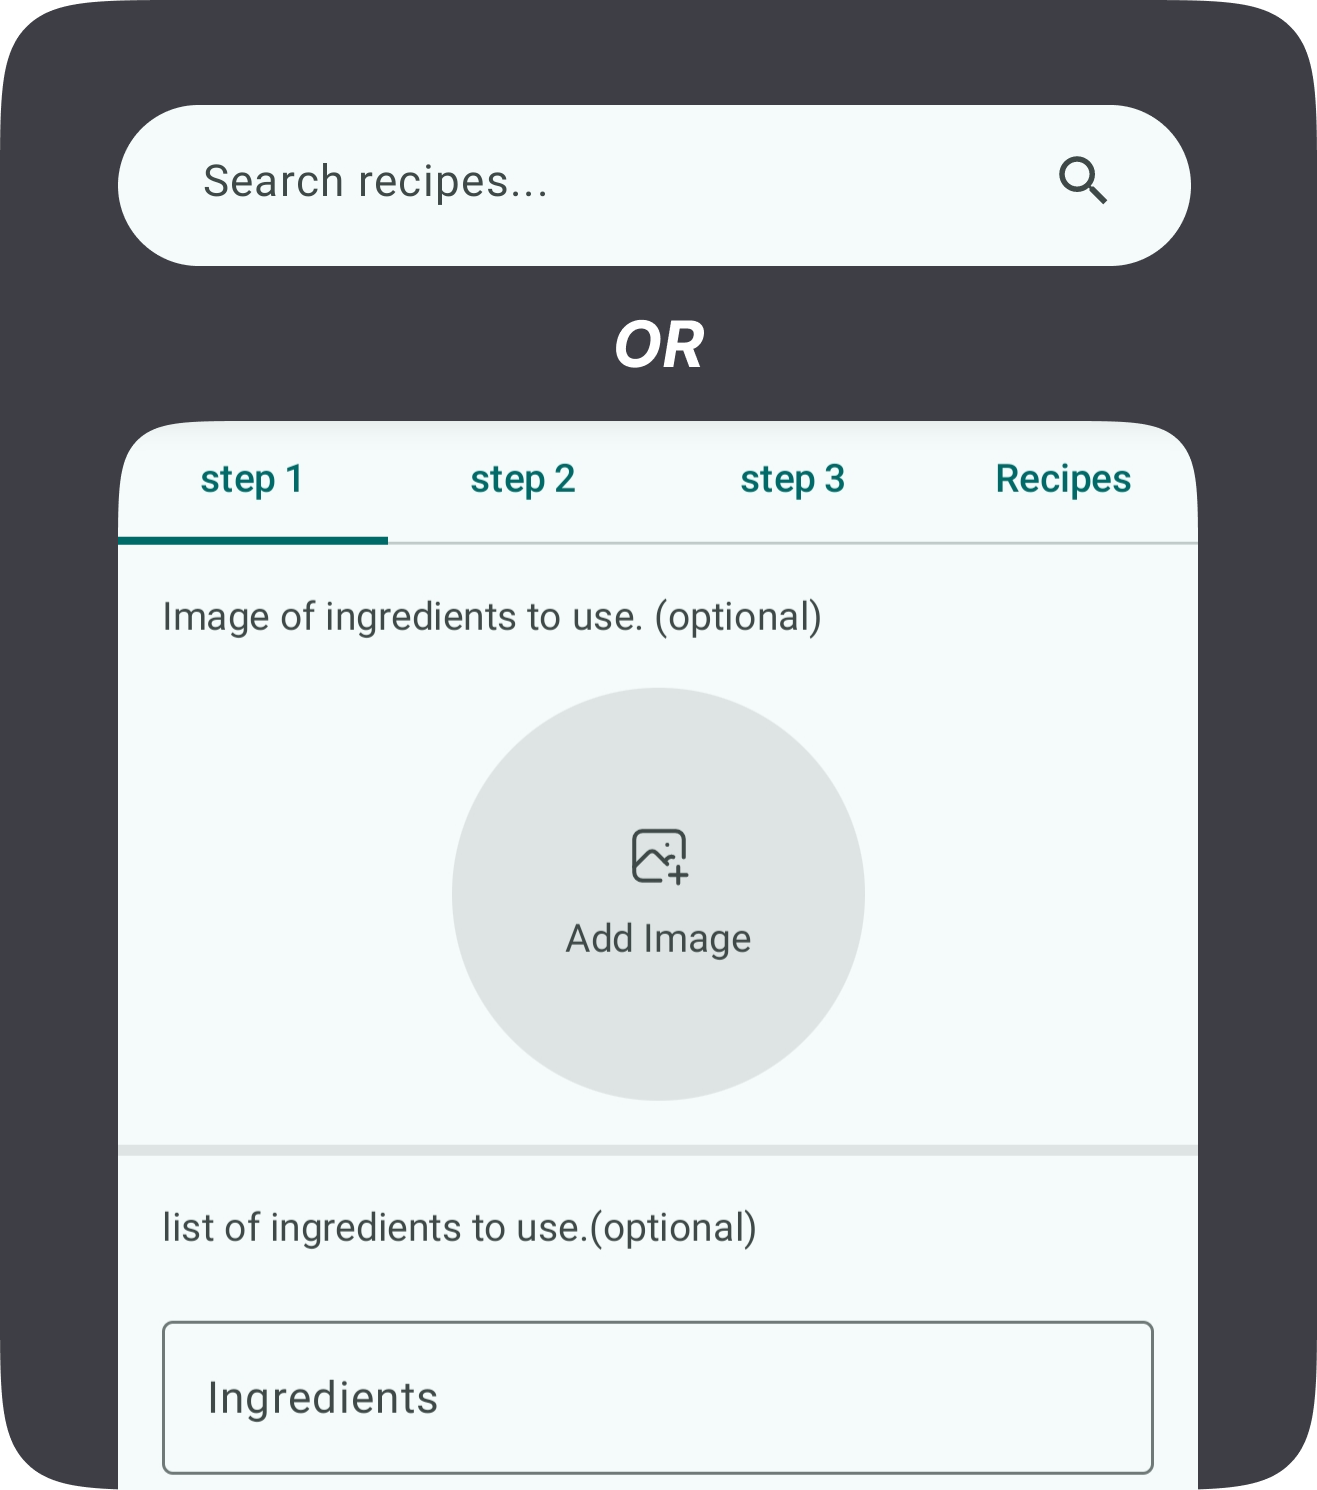 Search recipes...
OR
step 1 step 2 step 3 Recipes
Image of ingredients to use. (optional)
Add Image
list of ingredients to use.(optional)
Ingredients